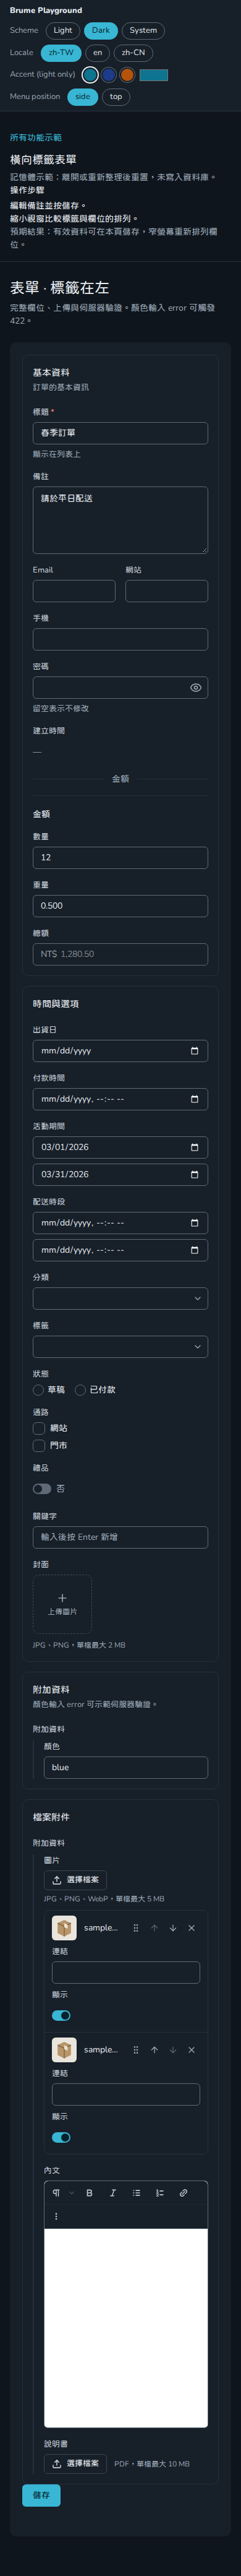 Brume Playground
Scheme Light Dark System
Locale zh-TW en zh-CN
Accent (light only)
Menu position side top
所有功能示範
橫向標籤表單
記憶體示範：離開或重新整理後重置，未寫入資料庫。
操作步驟
編輯備註並按儲存。
縮小視窗比較標籤與欄位的排列。
預期結果：有效資料可在本頁儲存，窄螢幕重新排列欄
位。
表單 · 標籤在左
完整欄位、上傳與伺服器驗證。顏色輸入 error 可觸發
422。
基本資料
訂單的基本資訊
標題 *
春季訂單
顯示在列表上
備註
請於平日配送
Email 網站
手機
密碼
留空表示不修改
建立時間
—
金額
金額
數量
12
重量
0.500
總額
NT$ 1,280.50
時間與選項
出貨日
mm/dd/yyyy
付款時間
mm/dd/yyyy, --:-- --
活動期間
03/01/2026
03/31/2026
配送時段
mm/dd/yyyy, --:-- --
mm/dd/yyyy, --:-- --
分類
標籤
狀態
草稿 已付款
通路
網站
門市
禮品
否
關鍵字
輸入後按 Enter 新增
封面
上傳圖片
JPG、PNG，單檔最大 2 MB
附加資料
顏色輸入 error 可示範伺服器驗證。
附加資料
顏色
blue
檔案附件
附加資料
圖片
選擇檔案
JPG、PNG、WebP，單檔最大 5 MB
sample...
連結
顯示
sample...
連結
顯示
內文
說明書
選擇檔案 PDF，單檔最大 10 MB
儲存